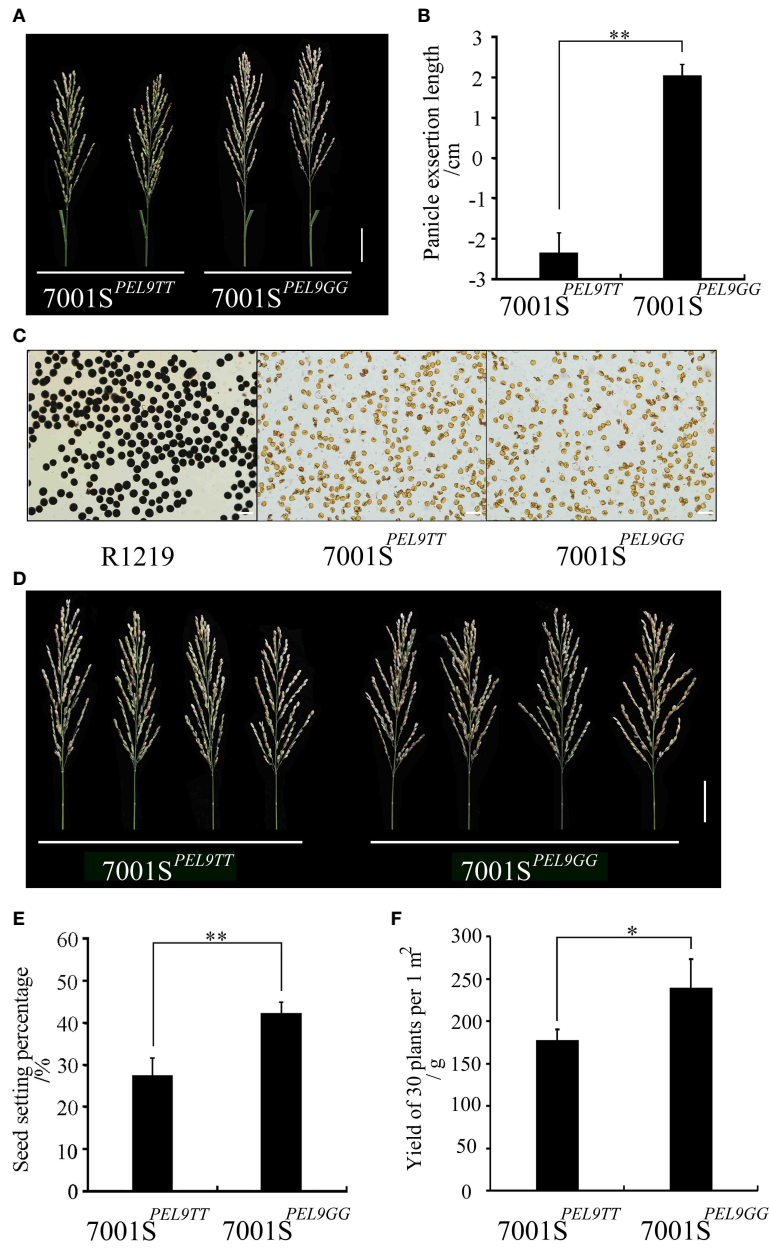 A
7001S PEL9TT 7001S PEL9GG
B
Panicle exsertion length
/cm
3
2
1
0
-1
-2
-3
**
7001S PEL9TT 7001S PEL9GG
C
R1219 7001S PEL9TT 7001S PEL9GG
D
7001S PEL9TT 7001S PEL9GG
E
Seed setting percentage
/%
60
50
40
30
20
10
0
**
7001S PEL9TT 7001S PEL9GG
F
Yield of 30 plants per 1 m²
/ g
300
250
200
150
100
50
0
*
7001S PEL9TT 7001S PEL9GG